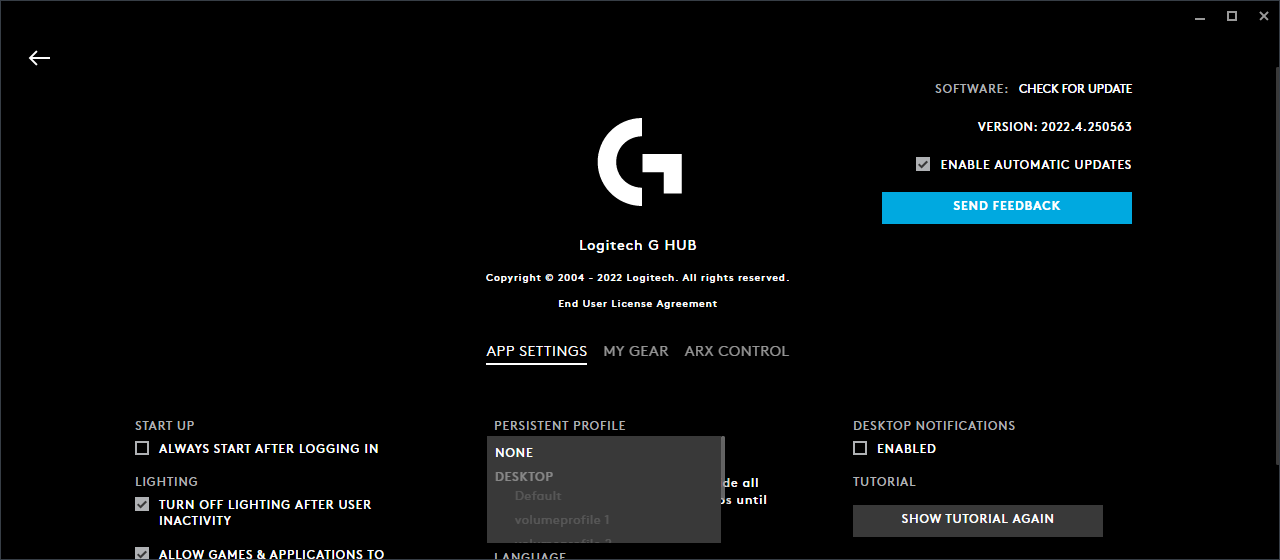 SOFTWARE: CHECK FOR UPDATE
VERSION: 2022.4.250563
ENABLE AUTOMATIC UPDATES
SEND FEEDBACK
Logitech G HUB
Copyright © 2004 - 2022 Logitech. All rights reserved.
End User License Agreement
APP SETTINGS MY GEAR ARX CONTROL
START UP
ALWAYS START AFTER LOGGING IN
LIGHTING
TURN OFF LIGHTING AFTER USER
INACTIVITY
ALLOW GAMES & APPLICATIONS TO
PERSISTENT PROFILE
NONE
DESKTOP
Default
volumeprofile 1
volumeprofile 2
de all
os until
LANGUAGE
DESKTOP NOTIFICATIONS
ENABLED
TUTORIAL
SHOW TUTORIAL AGAIN